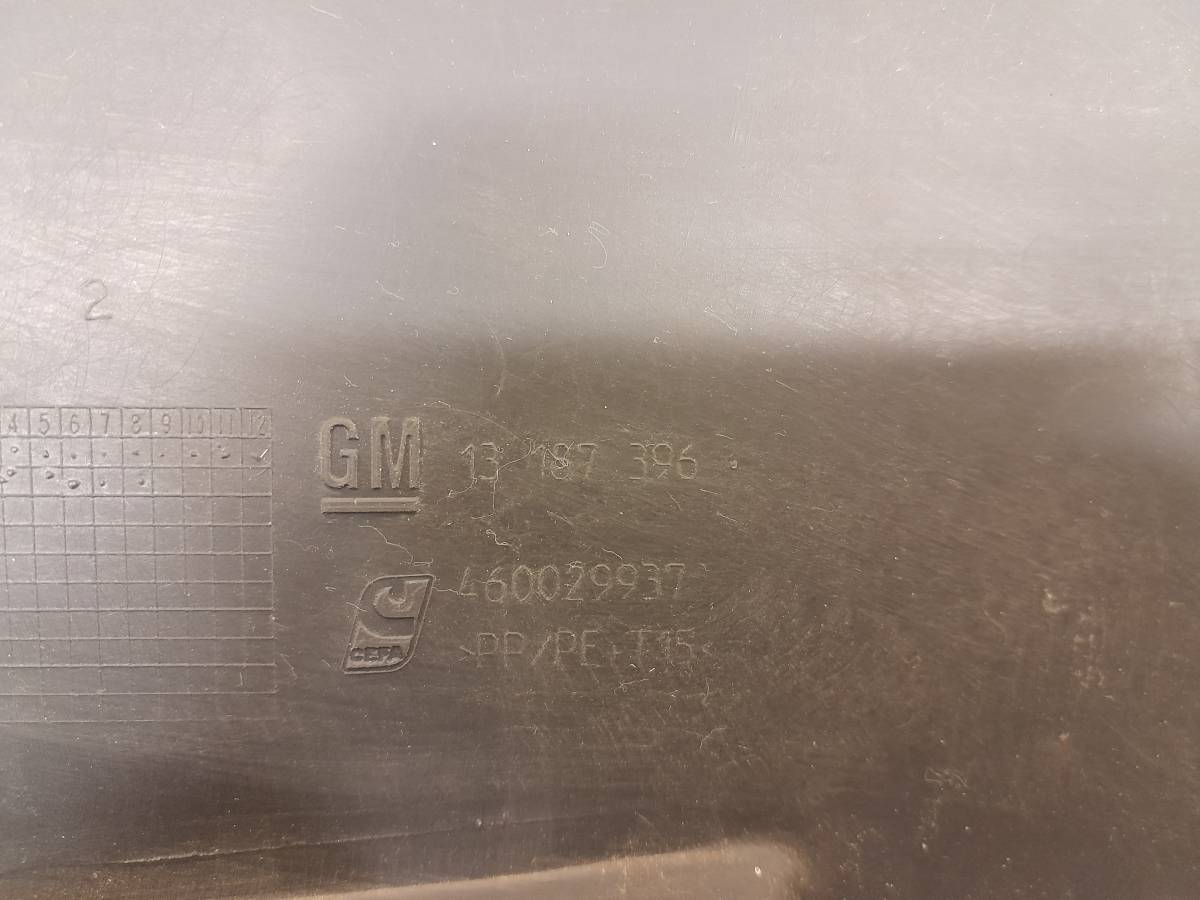 2
4 5 6 7 8 9 10 11 12
GM 13 187 396
460029937
CEFA
>PP/PE+T15<